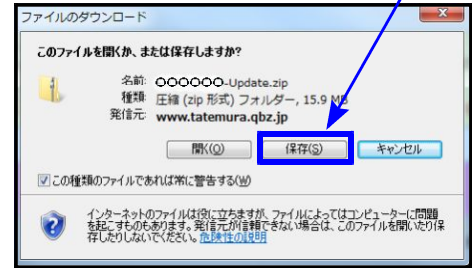 ファイルのダウンロード
このファイルを開くか、または保存しますか?
名前: OOOOOO-Update.zip
種類: 圧縮 (zip 形式) フォルダー, 15.9 MB
発信元: www.tatemura.qbz.jp
開く(O) 保存(S) キャンセル
この種類のファイルであれば常に警告する(W)
インターネットのファイルは役に立ちますが、ファイルによってはコンピューターに問題
を起こすものもあります。発信元が信頼できない場合は、このファイルを開いたり保
存したりしないでください。危険性の説明